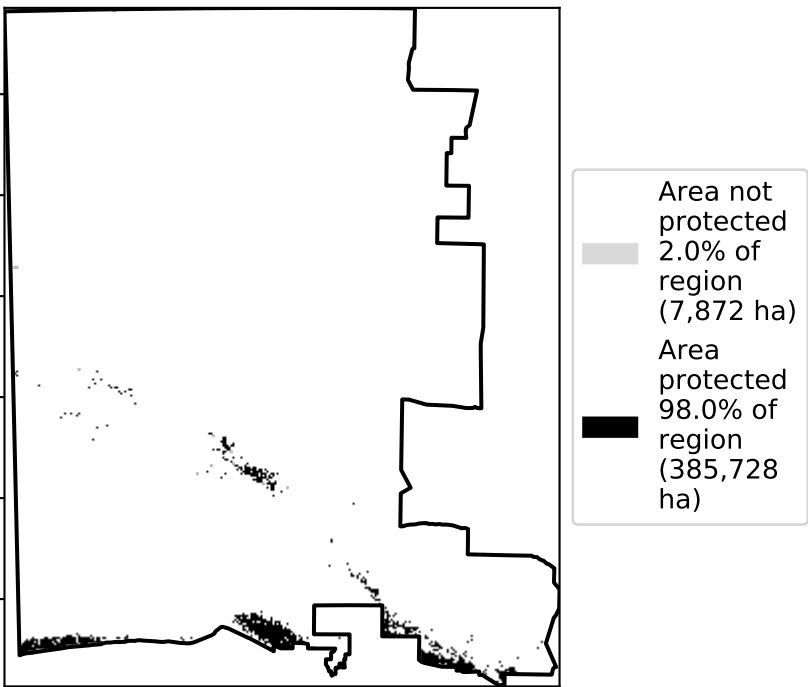 Area not
protected
2.0% of
region
(7,872 ha)
Area
protected
98.0% of
region
(385,728
ha)